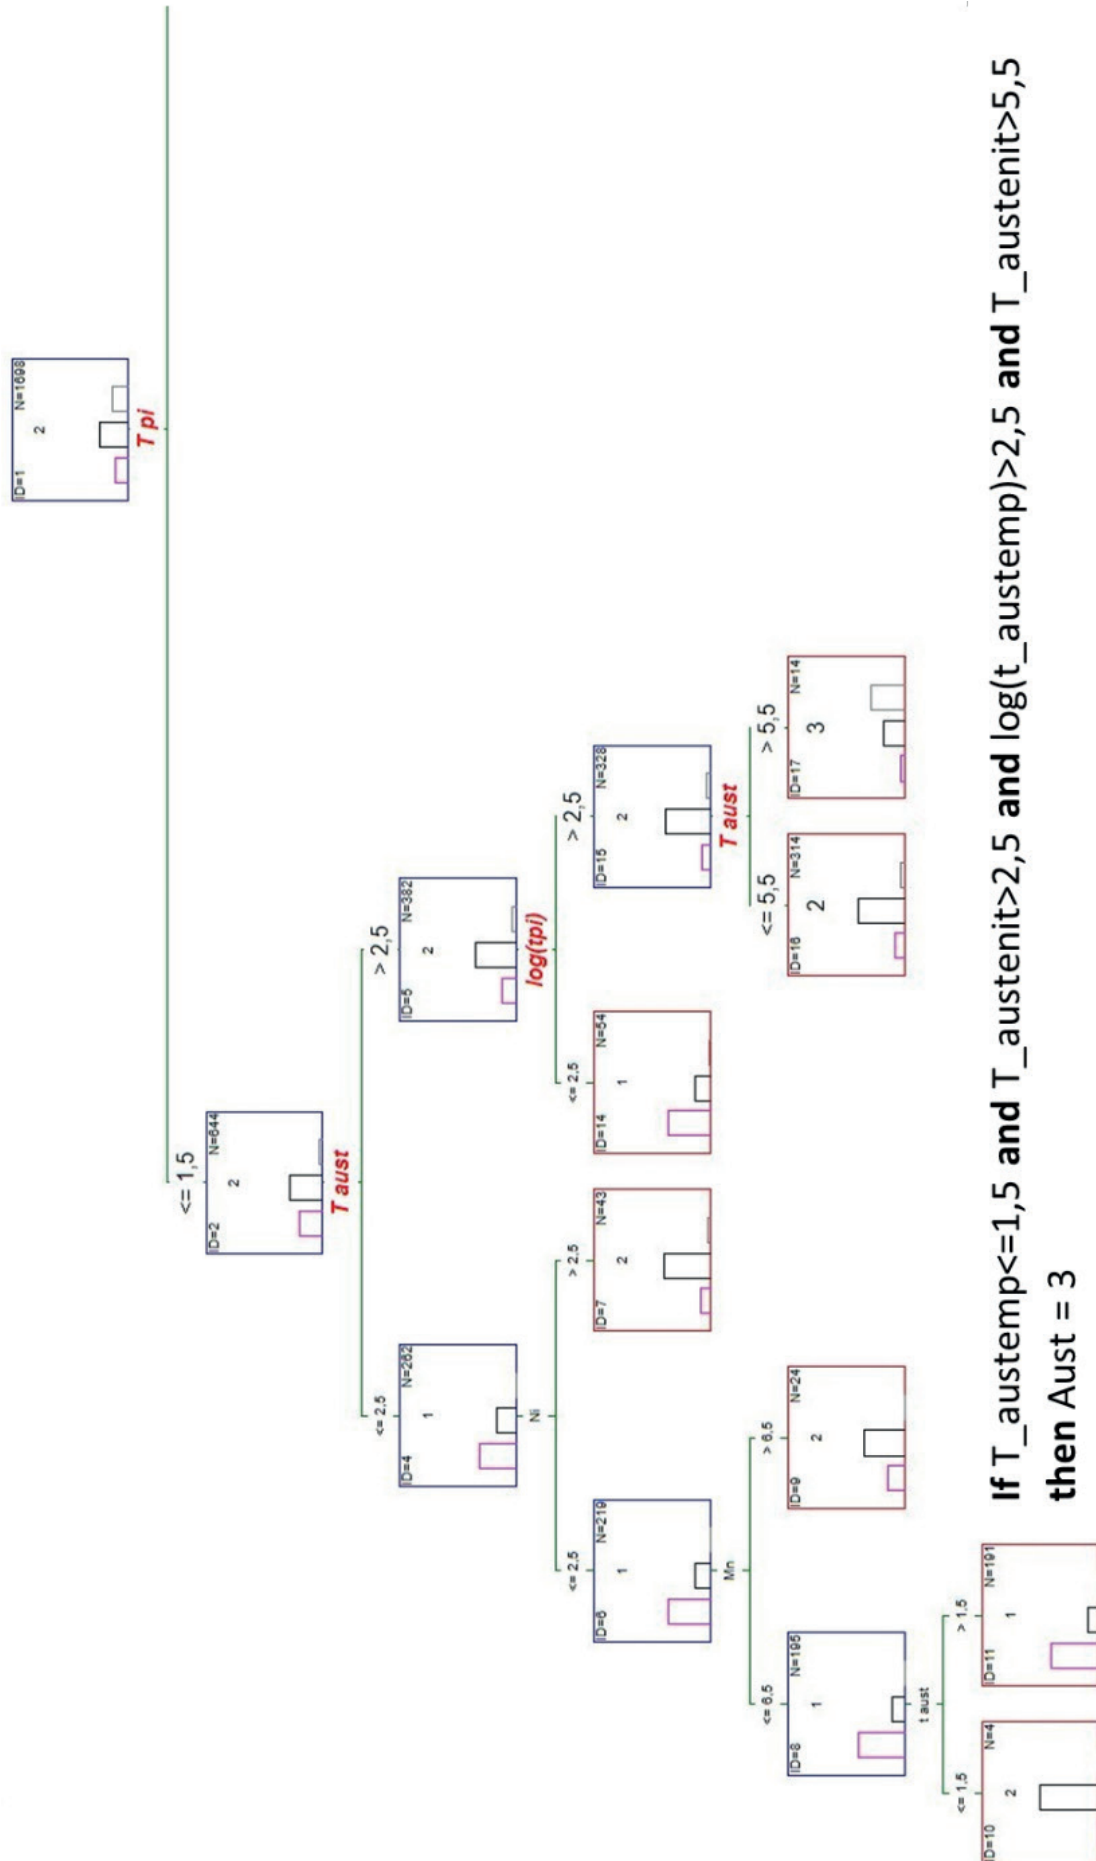 ID=1 N=1698
2
T pi
<= 1,5
ID=2 N=644
2
T aust
<= 2,5 > 2,5
ID=4 N=262
1
ID=5 N=382
2
Ni
log(tpi)
<= 2,5 > 2,5 <= 2,5 > 2,5
ID=6 N=219
1
ID=7 N=43
2
ID=14 N=54
1
ID=15 N=328
2
Mn
T aust
<= 6,5 > 6,5 <= 5,5 > 5,5
ID=8 N=195
1
ID=9 N=24
2
ID=16 N=314
2
ID=17 N=14
3
t aust
<= 1,5 > 1,5
ID=10 N=4
2
ID=11 N=191
1
If T_austemp<=1,5 and T_austenit>2,5 and log(t_austemp)>2,5 and T_austenit>5,5
then Aust = 3